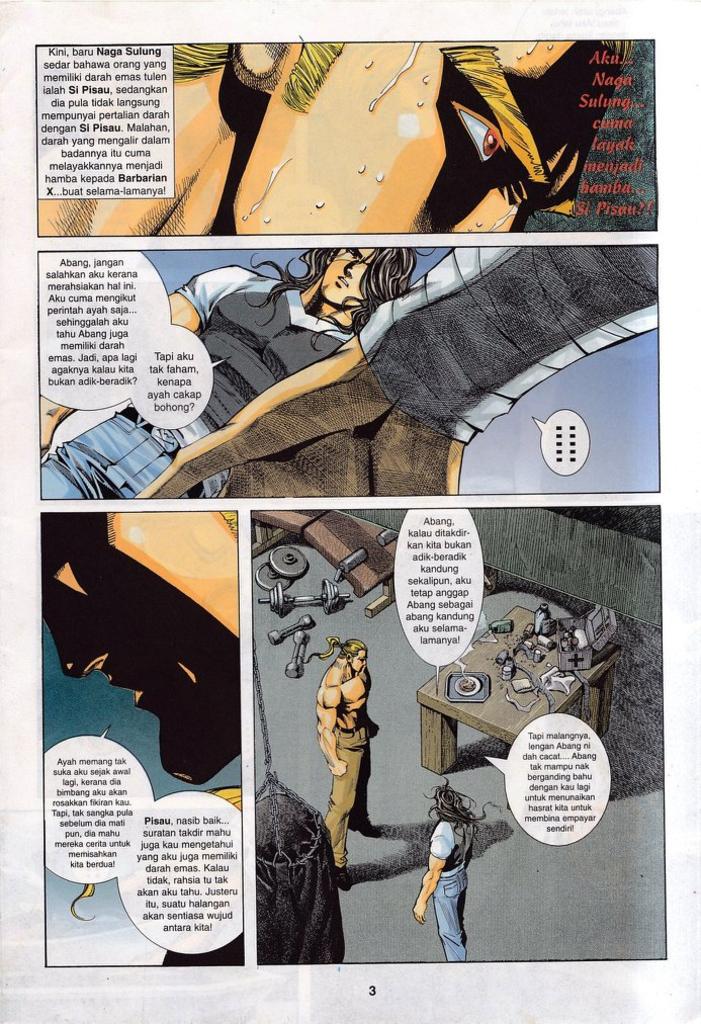 Kini, baru Naga Sulung
sedar bahawa orang yang
memiliki darah emas tulen
ialah Si Pisau, sedangkan
dia pula tidak langsung
mempunyai pertalian darah
dengan Si Pisau. Malahan,
darah yang mengalir dalam
badannya itu cuma
melayakkannya menjadi
hamba kepada Barbarian
X...buat selama-lamanya!
Aku...
Naga
Sulung...
cuma
layak
menjadi
hamba...
Si Pisau?!
Abang, jangan
salahkan aku kerana
merahsiakan hal ini.
Aku cuma mengikut
perintah ayah saja...
sehinggalah aku
tahu Abang juga
memiliki darah
emas. Jadi, apa lagi
agaknya kalau kita
bukan adik-beradik?
Tapi aku
tak faham,
kenapa
ayah cakap
bohong?
Ayah memang tak
suka aku sejak awal
lagi, kerana dia
bimbang aku akan
rosakkan fikiran kau.
Tapi, tak sangka pula
sebelum dia mati
pun, dia mahu
mereka cerita untuk
memisahkan
kita berdua!
Pisau, nasib baik...
suratan takdir mahu
juga kau mengetahui
yang aku juga memiliki
darah emas. Kalau
tidak, rahsia tu tak
akan aku tahu. Justeru
itu, suatu halangan
akan sentiasa wujud
antara kita!
Abang,
kalau ditakdir-
kan kita bukan
adik-beradik
kandung
sekalipun, aku
tetap anggap
Abang sebagai
abang kandung
aku selama-
lamanya!
Tapi malangnya,
lengan Abang ni
dah cacat.... Abang
tak mampu nak
berganding bahu
dengan kau lagi
untuk menunaikan
hasrat kita untuk
membina empayar
sendiri!
3